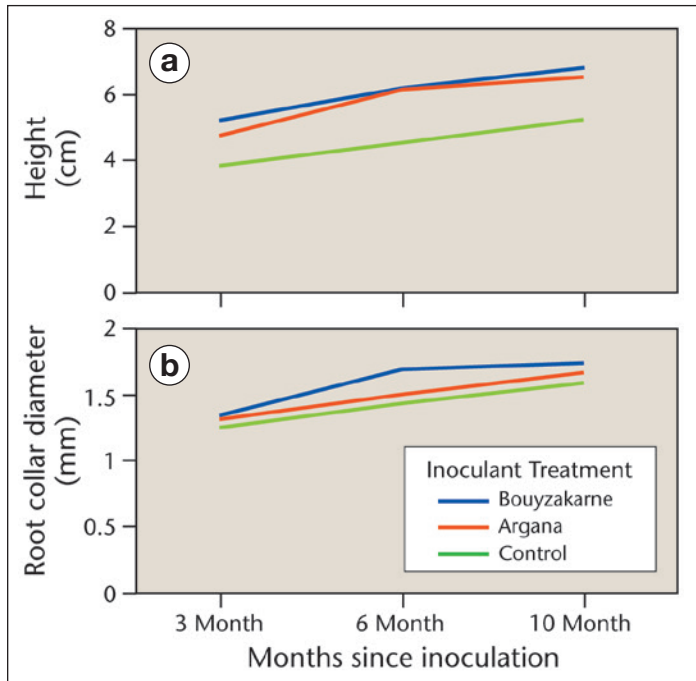 a
8
6
4
2
0
Height
(cm)
b
2
1.5
1
0.5
0
Root collar diameter
(mm)
Inoculant Treatment
Bouyzakarne
Argana
Control
3 Month 6 Month 10 Month
Months since inoculation